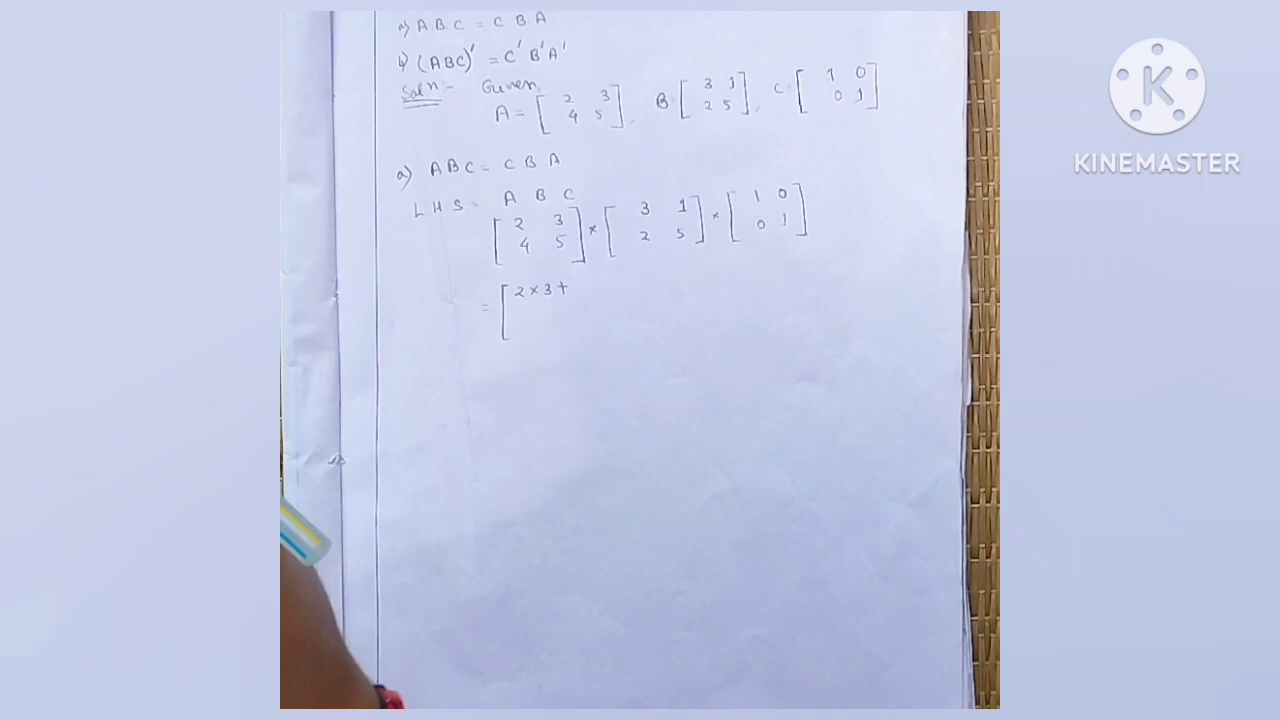 a) A B C = C B A
b) (ABC)' = C' B' A'
Solⁿ:- Given,
A = [ 2 3 ], B = [ 3 1 ], C = [ 1 0 ]
4 5 2 5 0 1
a) A B C = C B A
L H S = A B C
[ 2 3 ] × [ 3 1 ] × [ 1 0 ]
4 5 2 5 0 1
= [ 2 × 3 +
KINEMASTER